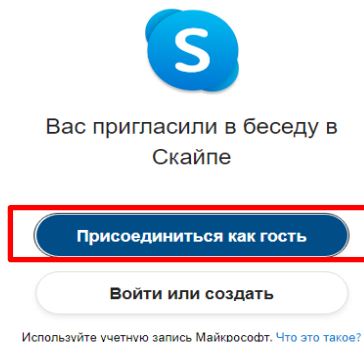 S
Вас пригласили в беседу в
Скайпе
Присоединиться как гость
Войти или создать
Используйте учетную запись Майкрософт. Что это такое?